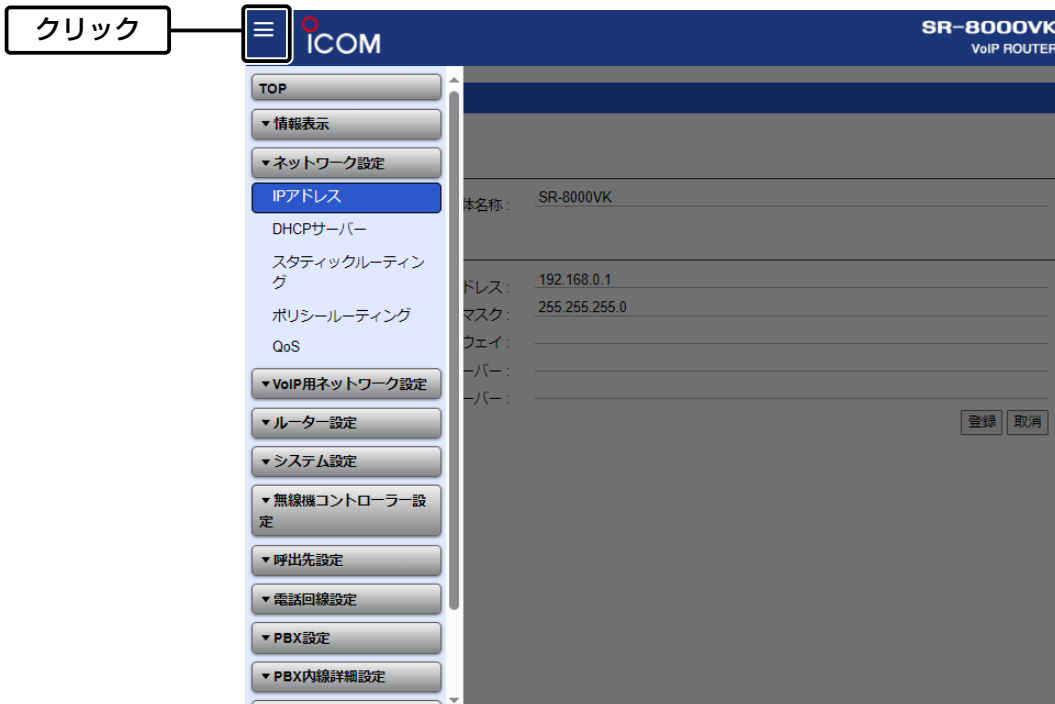 クリック
≡
ICOM
SR-8000VK
VoIP ROUTER
TOP
▼情報表示
▼ネットワーク設定
IPアドレス
DHCPサーバー
スタティックルーティン
グ
ポリシールーティング
QoS
▼VoIP用ネットワーク設定
▼ルーター設定
▼システム設定
▼無線機コントローラー設
定
▼呼出先設定
▼電話回線設定
▼PBX設定
▼PBX内線詳細設定
体名称 : SR-8000VK
ドレス : 192.168.0.1
マスク : 255.255.255.0
ウェイ :
ーバー :
ーバー :
登録 取消